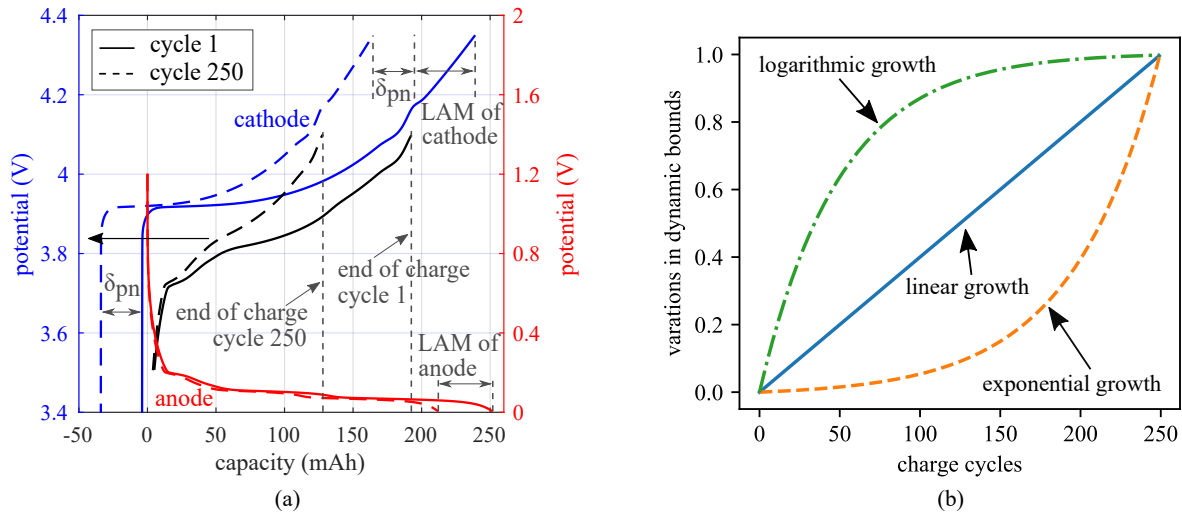 4.4
4.2
4
3.8
3.6
3.4
potential (V)
2
1.6
1.2
0.8
0.4
0
potential (V)
cycle 1
cycle 250
cathode
δpn
LAM of
cathode
δpn
end of charge
cycle 1
end of charge
cycle 250
LAM of
anode
anode
-50
0
50
100
150
200
250
capacity (mAh)
(a)
1.0
0.8
0.6
0.4
0.2
0.0
varations in dynamic bounds
logarithmic growth
linear growth
exponential growth
0
50
100
150
200
250
charge cycles
(b)